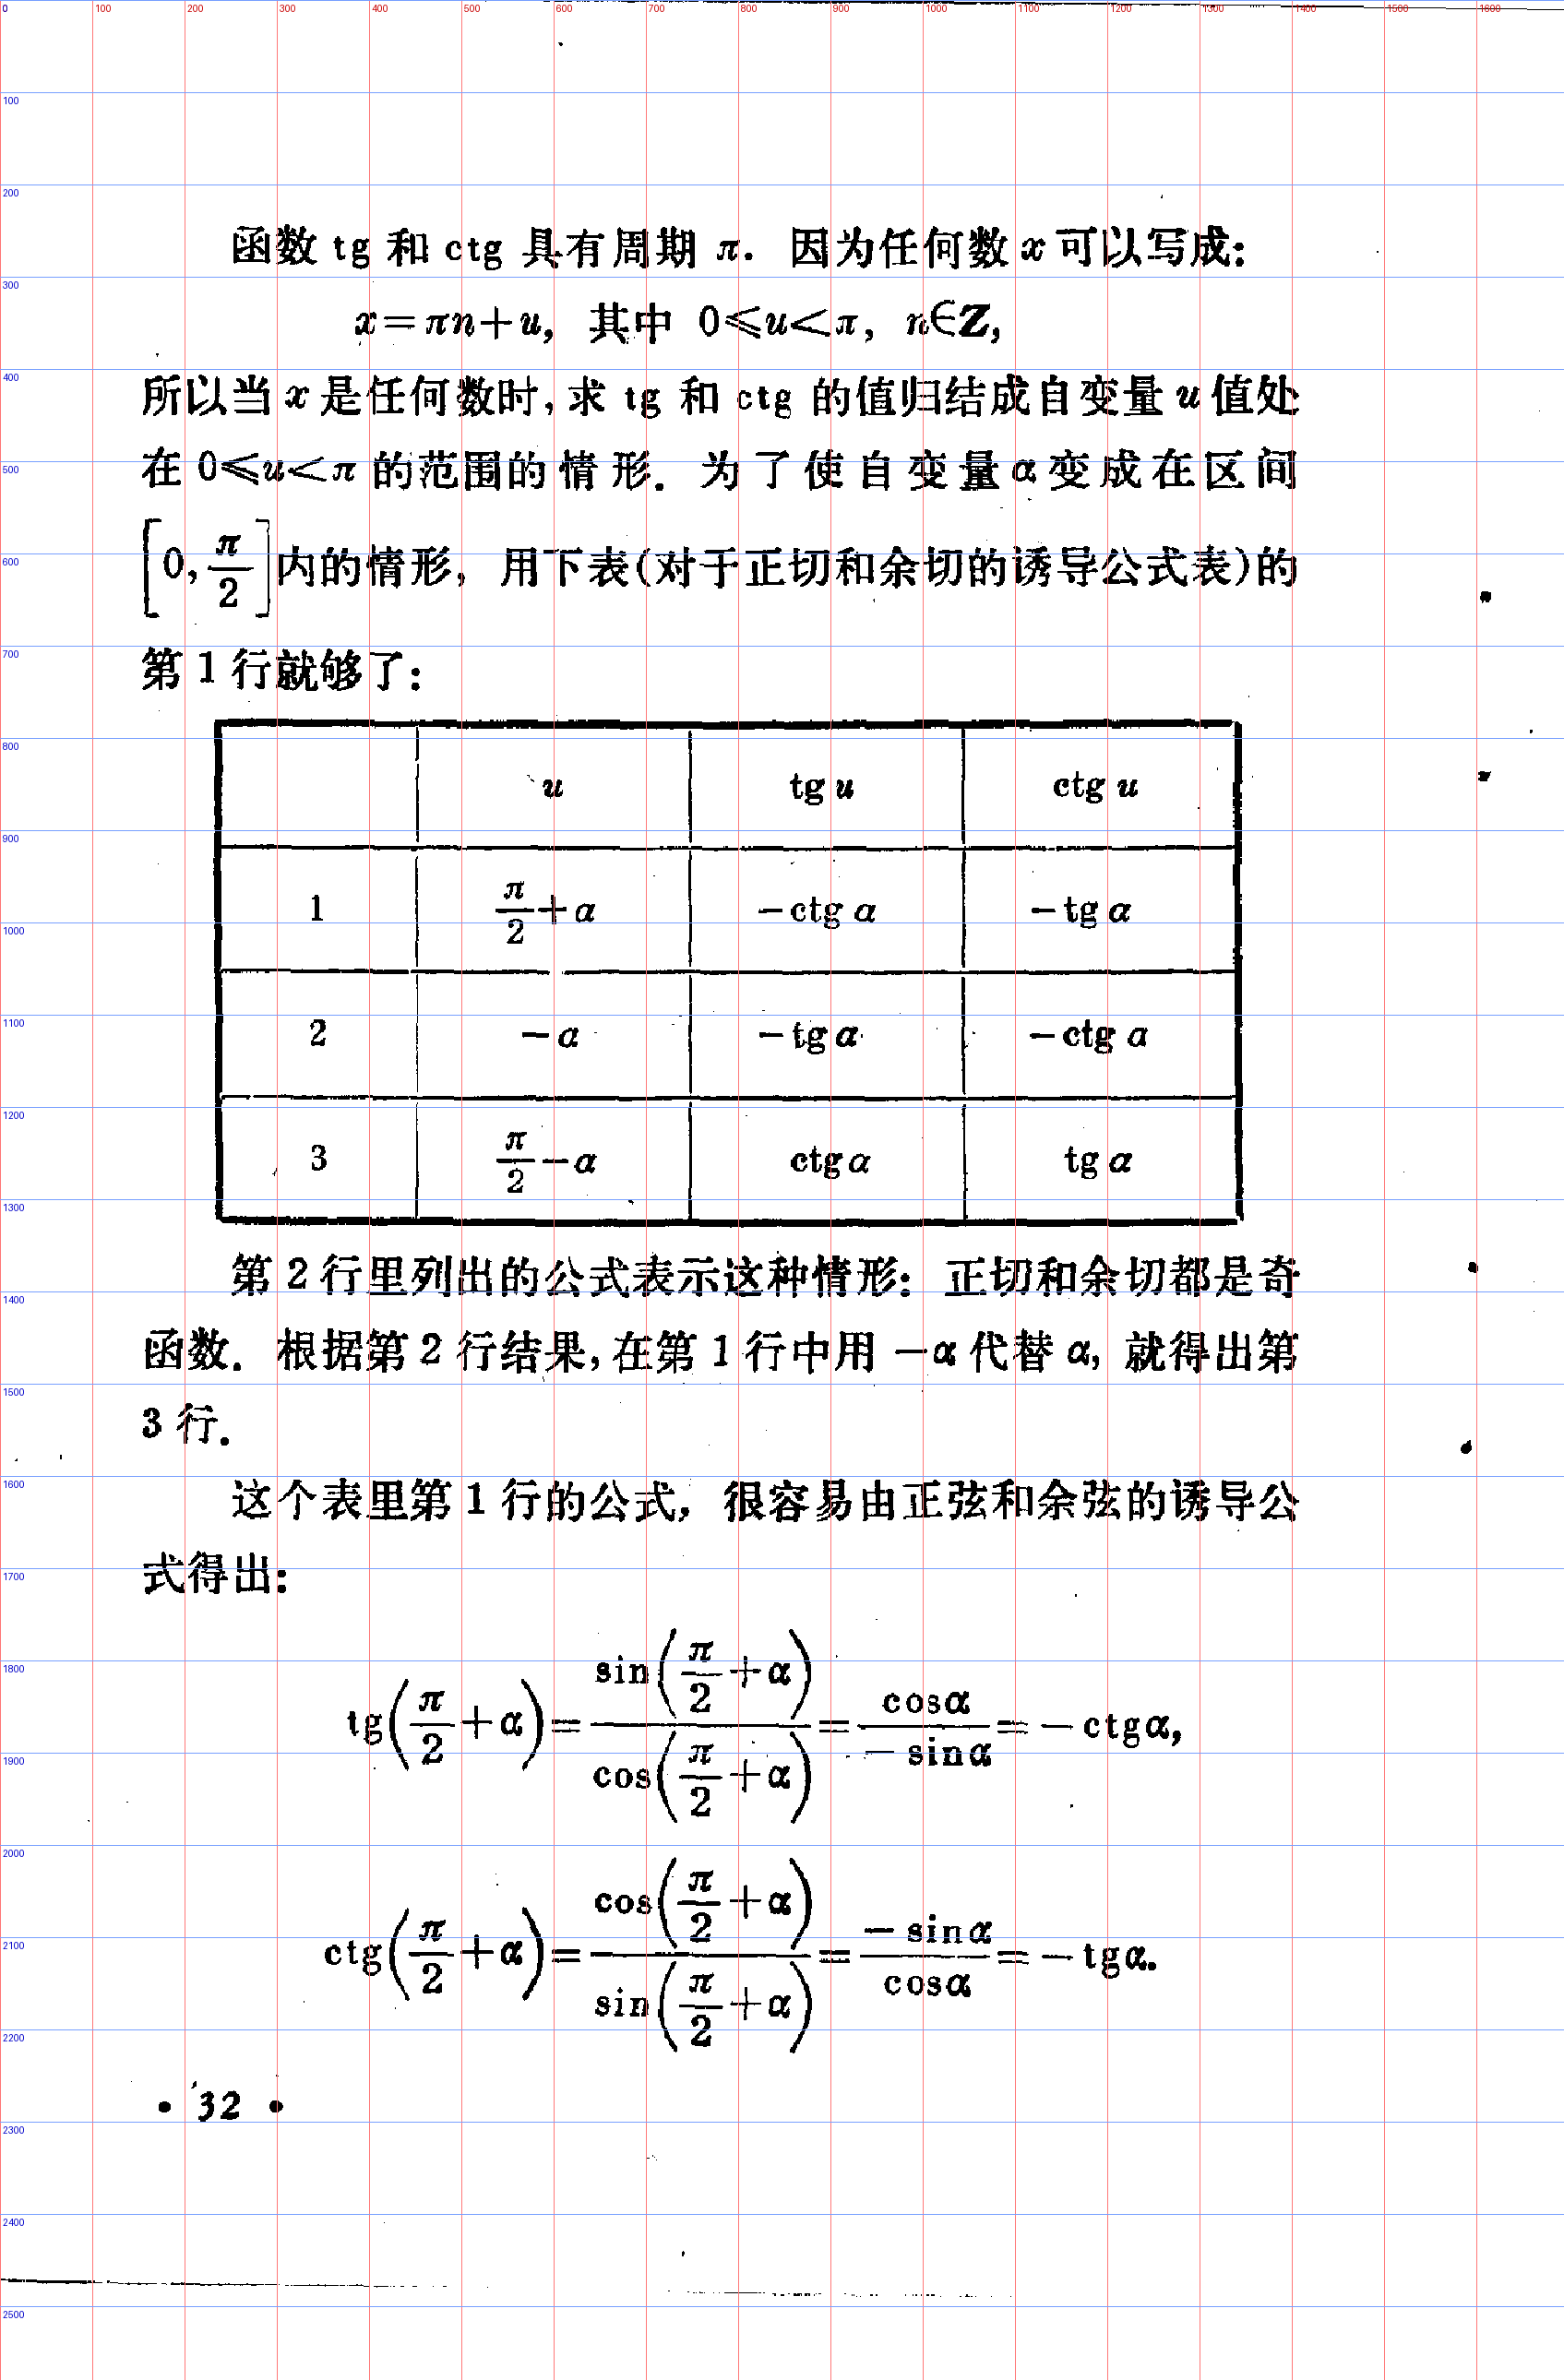 函数 tg 和 ctg 具有周期 π. 因为任何数 x 可以写成:
x=πn+u, 其中 0⩽u<π, n∈Z,
所以当 x 是任何数时,求 tg 和 ctg 的值归结成自变量 u 值处
在 0⩽u<π 的范围的情形. 为了使自变量 α 变成在区间
[0, π/2]内的情形, 用下表(对于正切和余切的诱导公式表)的
第 1 行就够了:
u tg u ctg u
1 π/2+α −ctg α −tg α
2 −α −tg α −ctg α
3 π/2−α ctg α tg α
第 2 行里列出的公式表示这种情形: 正切和余切都是奇
函数. 根据第 2 行结果,在第 1 行中用 −α 代替 α, 就得出第
3 行.
这个表里第 1 行的公式, 很容易由正弦和余弦的诱导公
式得出:
tg(π/2+α)=sin(π/2+α)/cos(π/2+α)=cosα/−sinα=−ctgα,
ctg(π/2+α)=cos(π/2+α)/sin(π/2+α)=−sinα/cosα=−tgα.
• 32 •